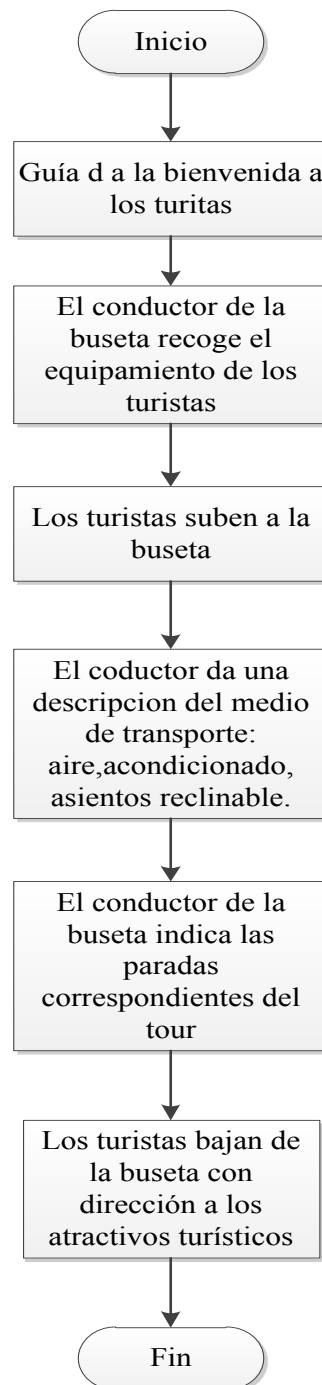 Inicio
Guía d a la bienvenida a
los turitas
El conductor de la
buseta recoge el
equipamiento de los
turistas
Los turistas suben a la
buseta
El coductor da una
descripcion del medio
de transporte:
aire,acondicionado,
asientos reclinable.
El conductor de la
buseta indica las
paradas
correspondientes del
tour
Los turistas bajan de
la buseta con
dirección a los
atractivos turísticos
Fin